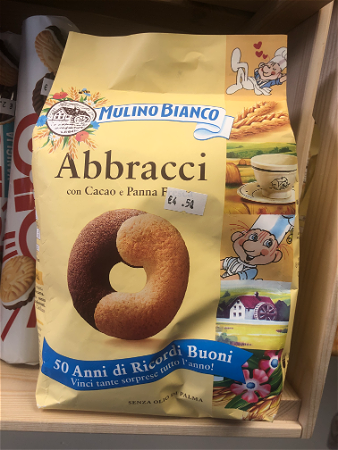 MULINO BIANCO
Abbracci
con Cacao e Panna
€4.50
50 Anni di Ricordi Buoni
Vinci tante sorprese tutto l'anno!
SENZA OLIO DI PALMA